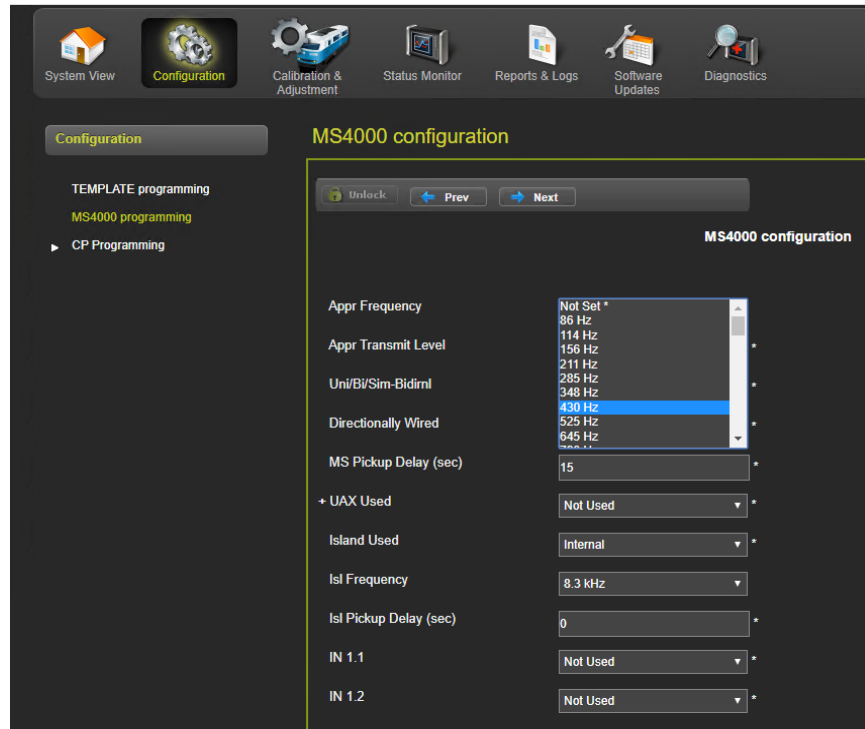 System View
Configuration
Calibration &
Adjustment
Status Monitor
Reports & Logs
Software
Updates
Diagnostics
Configuration
TEMPLATE programming
MS4000 programming
CP Programming
MS4000 configuration
Unlock
Prev
Next
MS4000 configuration
Appr Frequency
Not Set *
86 Hz
114 Hz
156 Hz
211 Hz
285 Hz
348 Hz
430 Hz
525 Hz
645 Hz
Appr Transmit Level *
Uni/Bi/Sim-Bidirnl *
Directionally Wired *
MS Pickup Delay (sec) 15 *
+ UAX Used Not Used *
Island Used Internal *
Isl Frequency 8.3 kHz
Isl Pickup Delay (sec) 0 *
IN 1.1 Not Used *
IN 1.2 Not Used *